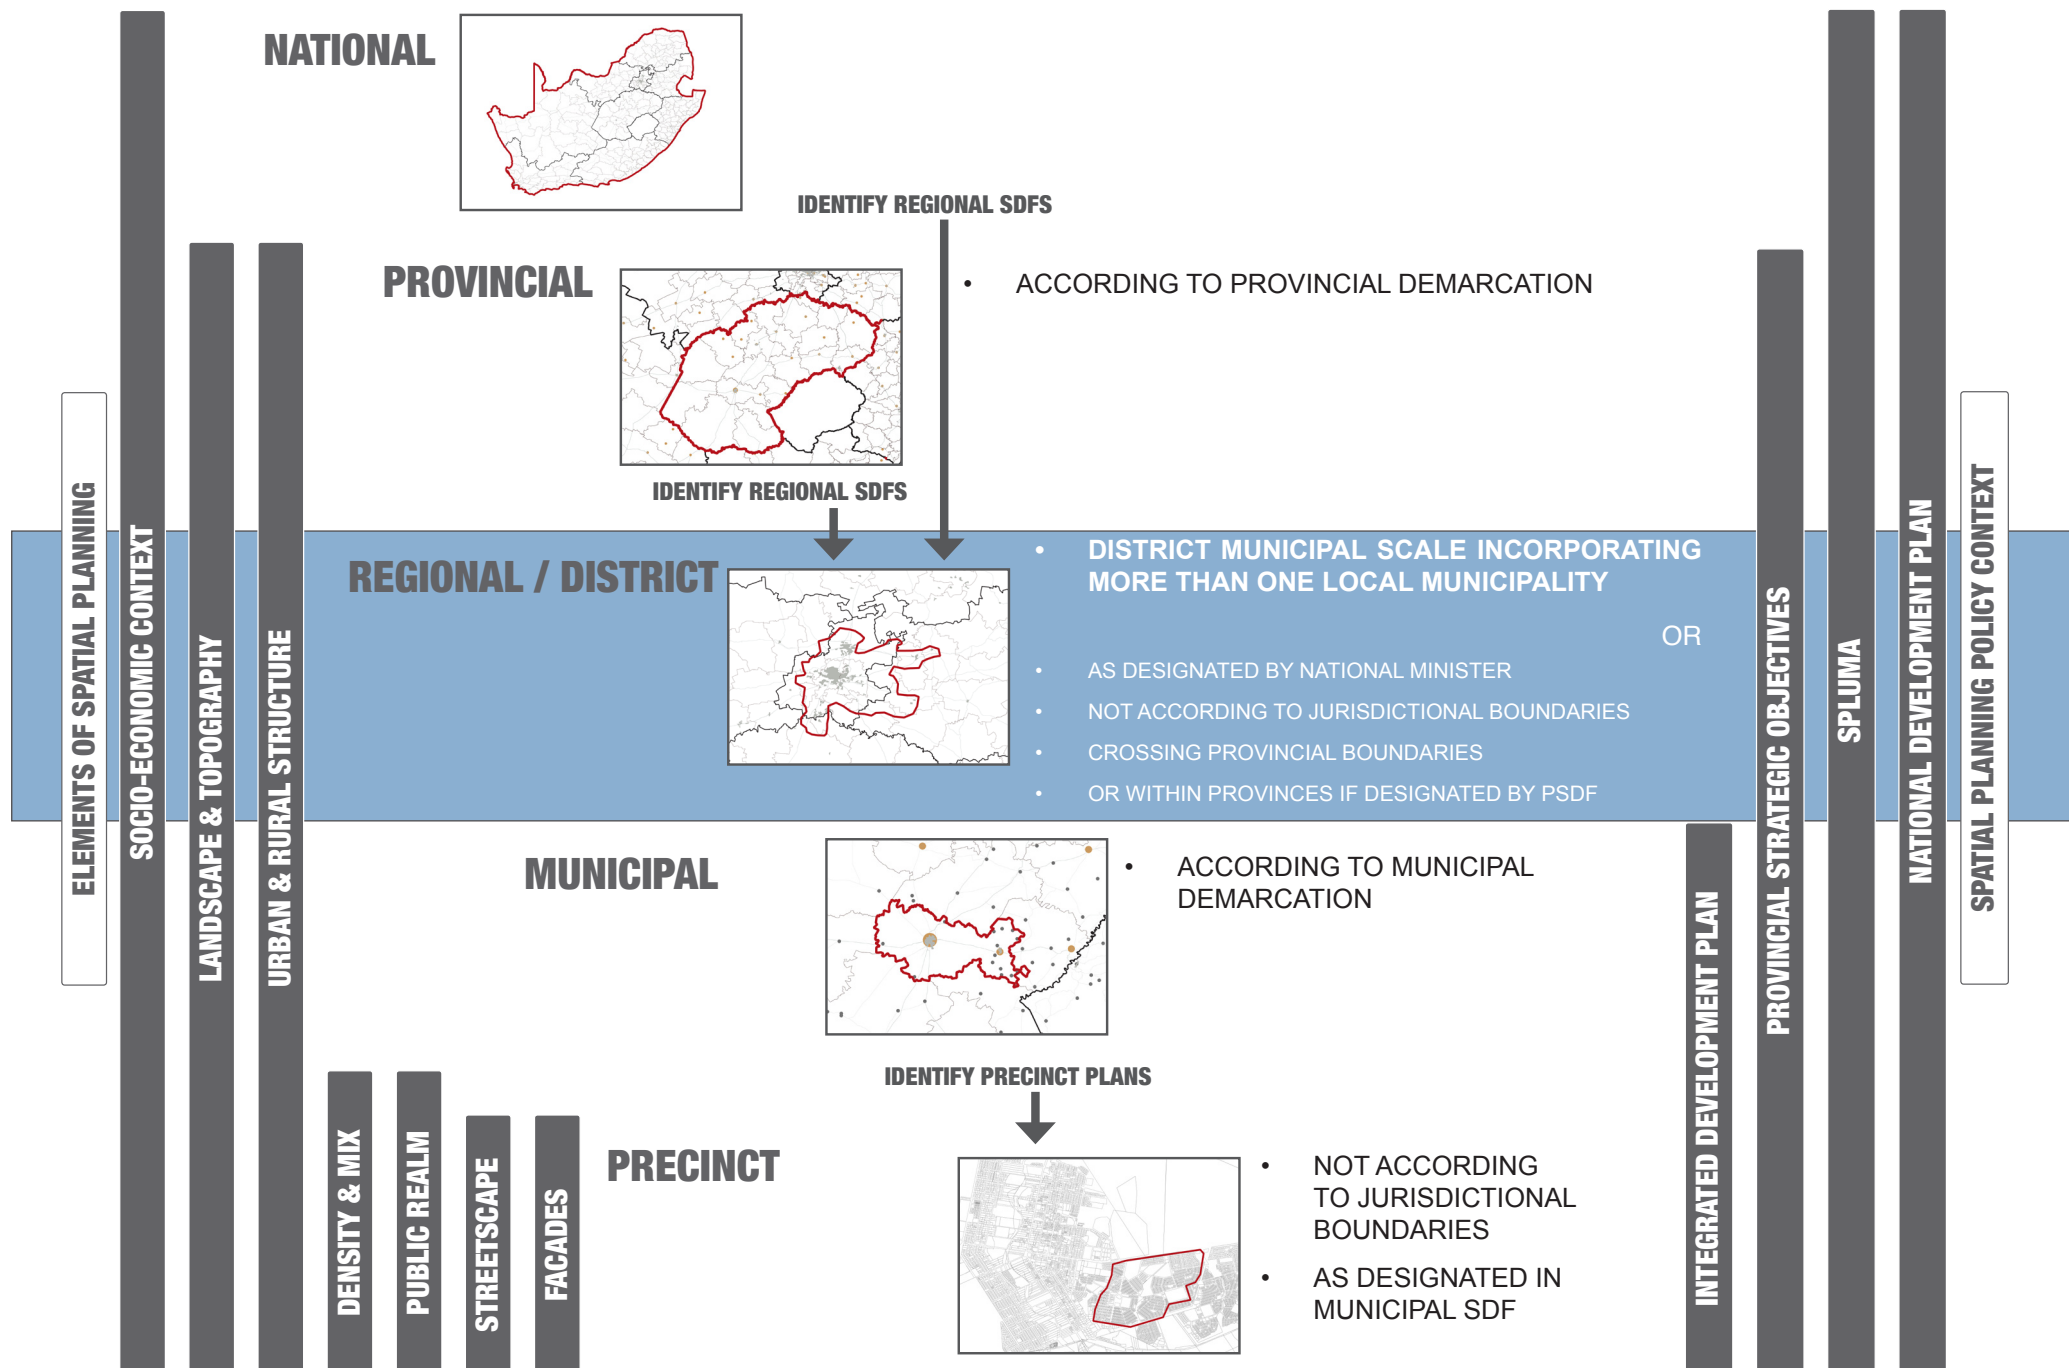 NATIONAL
IDENTIFY REGIONAL SDFS
PROVINCIAL
• ACCORDING TO PROVINCIAL DEMARCATION
IDENTIFY REGIONAL SDFS
REGIONAL / DISTRICT
• DISTRICT MUNICIPAL SCALE INCORPORATING
MORE THAN ONE LOCAL MUNICIPALITY
OR
• AS DESIGNATED BY NATIONAL MINISTER
• NOT ACCORDING TO JURISDICTIONAL BOUNDARIES
• CROSSING PROVINCIAL BOUNDARIES
• OR WITHIN PROVINCES IF DESIGNATED BY PSDF
MUNICIPAL
• ACCORDING TO MUNICIPAL
DEMARCATION
IDENTIFY PRECINCT PLANS
PRECINCT
• NOT ACCORDING
TO JURISDICTIONAL
BOUNDARIES
• AS DESIGNATED IN
MUNICIPAL SDF
ELEMENTS OF SPATIAL PLANNING
SOCIO-ECONOMIC CONTEXT
LANDSCAPE & TOPOGRAPHY
URBAN & RURAL STRUCTURE
DENSITY & MIX
PUBLIC REALM
STREETSCAPE
FACADES
INTEGRATED DEVELOPMENT PLAN
PROVINCIAL STRATEGIC OBJECTIVES
SPLUMA
NATIONAL DEVELOPMENT PLAN
SPATIAL PLANNING POLICY CONTEXT